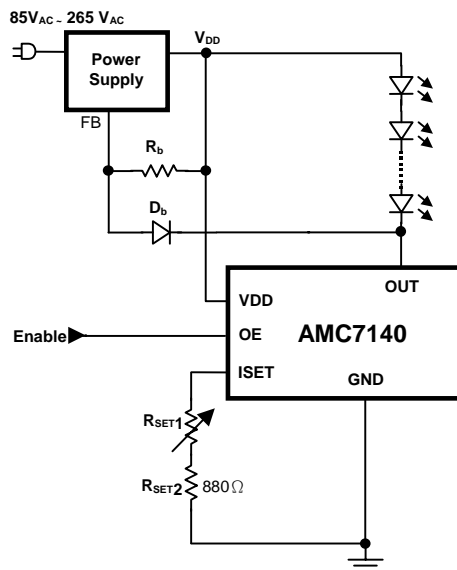 85VAC ~ 265 VAC
Power
Supply
VDD
FB
Rb
Db
OUT
VDD
Enable
OE
AMC7140
ISET
GND
RSET1
RSET2 880Ω